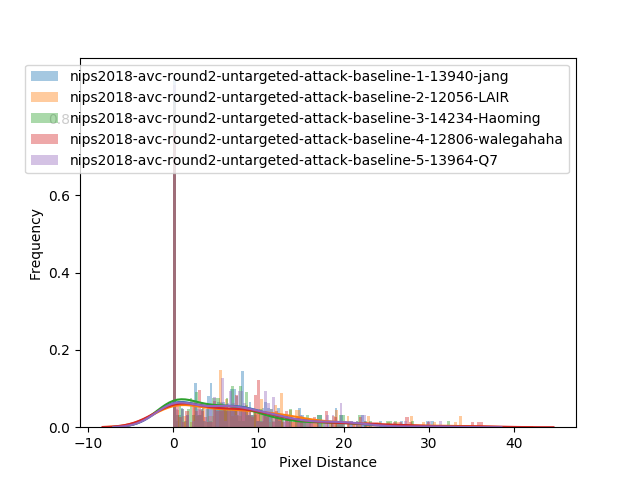 nips2018-avc-round2-untargeted-attack-baseline-1-13940-jang
nips2018-avc-round2-untargeted-attack-baseline-2-12056-LAIR
nips2018-avc-round2-untargeted-attack-baseline-3-14234-Haoming
nips2018-avc-round2-untargeted-attack-baseline-4-12806-walegahaha
nips2018-avc-round2-untargeted-attack-baseline-5-13964-Q7
0.8
0.6
0.4
0.2
0.0
Frequency
−10 0 10 20 30 40
Pixel Distance